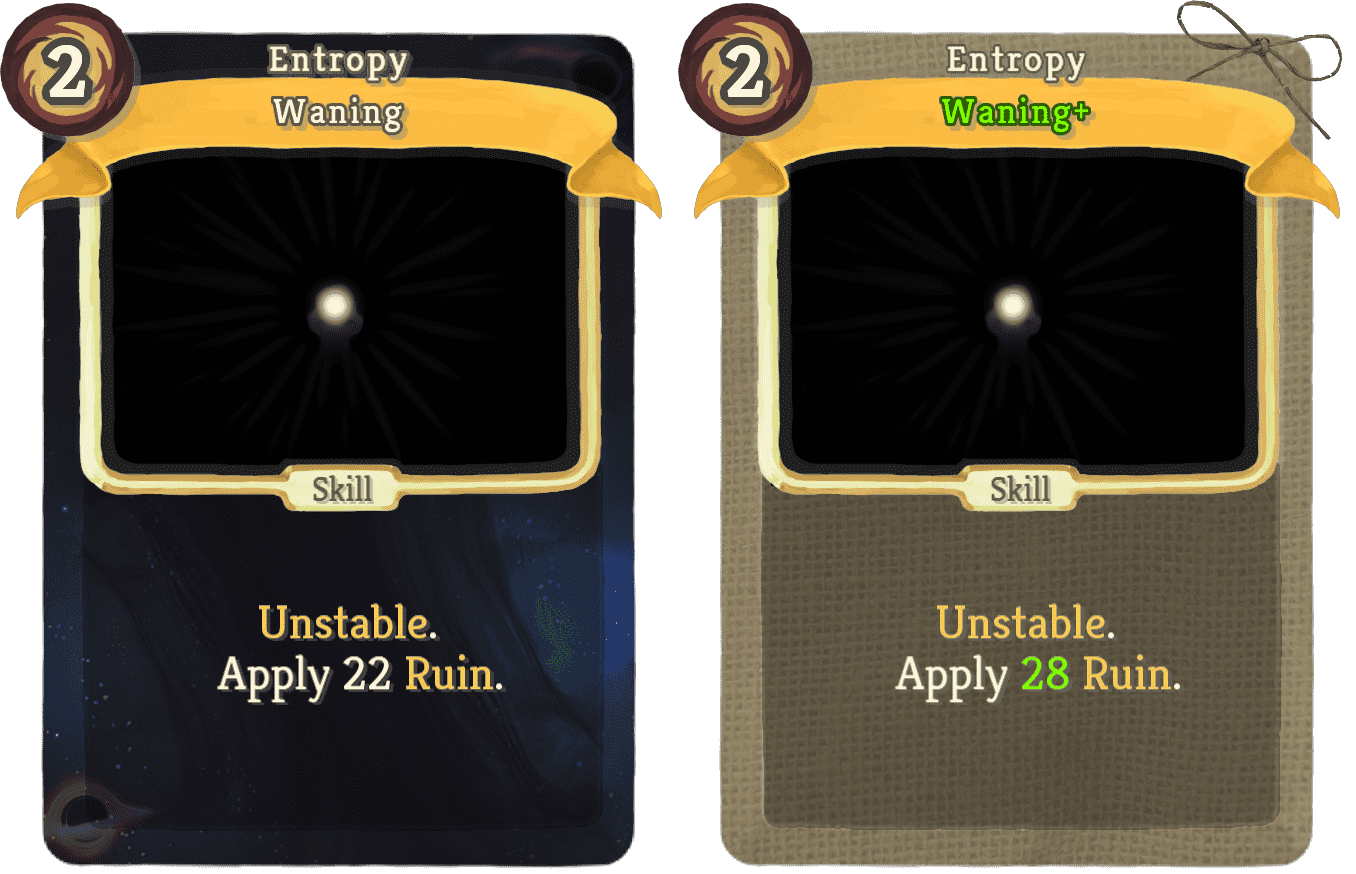 2
Entropy
Waning
Skill
Unstable.
Apply 22 Ruin.
2
Entropy
Waning+
Skill
Unstable.
Apply 28 Ruin.